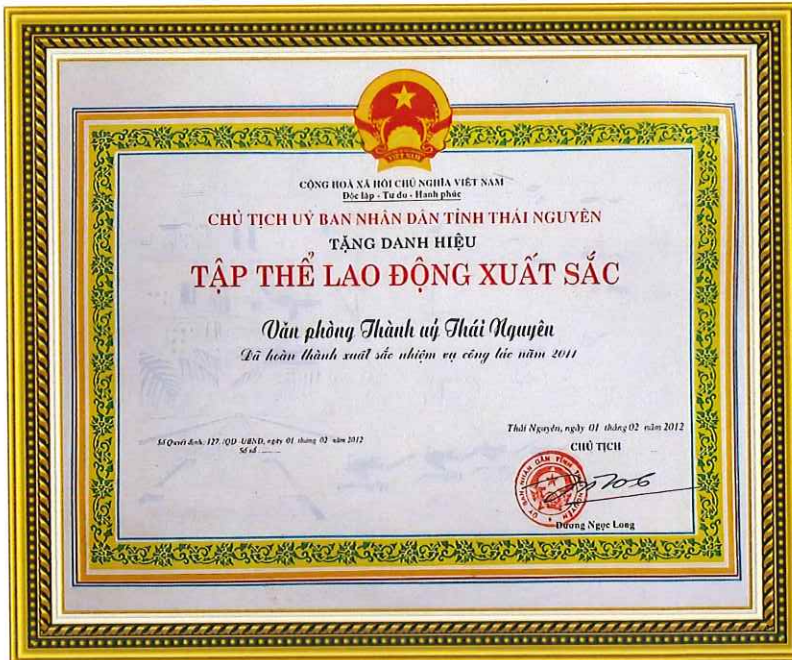 VIỆT NAM
CỘNG HOÀ XÃ HỘI CHỦ NGHĨA VIỆT NAM
Độc lập - Tự do - Hạnh phúc
CHỦ TỊCH UỶ BAN NHÂN DÂN TỈNH THÁI NGUYÊN
TẶNG DANH HIỆU
TẬP THỂ LAO ĐỘNG XUẤT SẮC
Văn phòng Thành uỷ Thái Nguyên
Đã hoàn thành xuất sắc nhiệm vụ công tác năm 2011
Thái Nguyên, ngày 01 tháng 02 năm 2012
Số Quyết định: 127 /QĐ-UBND, ngày 01 tháng 02 năm 2012
Sổ số ........
CHỦ TỊCH
Dương Ngọc Long